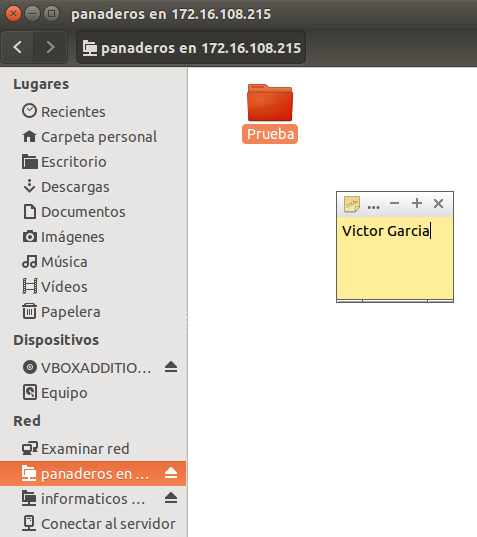 panaderos en 172.16.108.215
panaderos en 172.16.108.215
Lugares
Recientes
Carpeta personal
Escritorio
Descargas
Documentos
Imágenes
Música
Vídeos
Papelera
Dispositivos
VBOXADDITIO...
Equipo
Red
Examinar red
panaderos en ...
informaticos ...
Conectar al servidor
Prueba
...
Victor Garcia